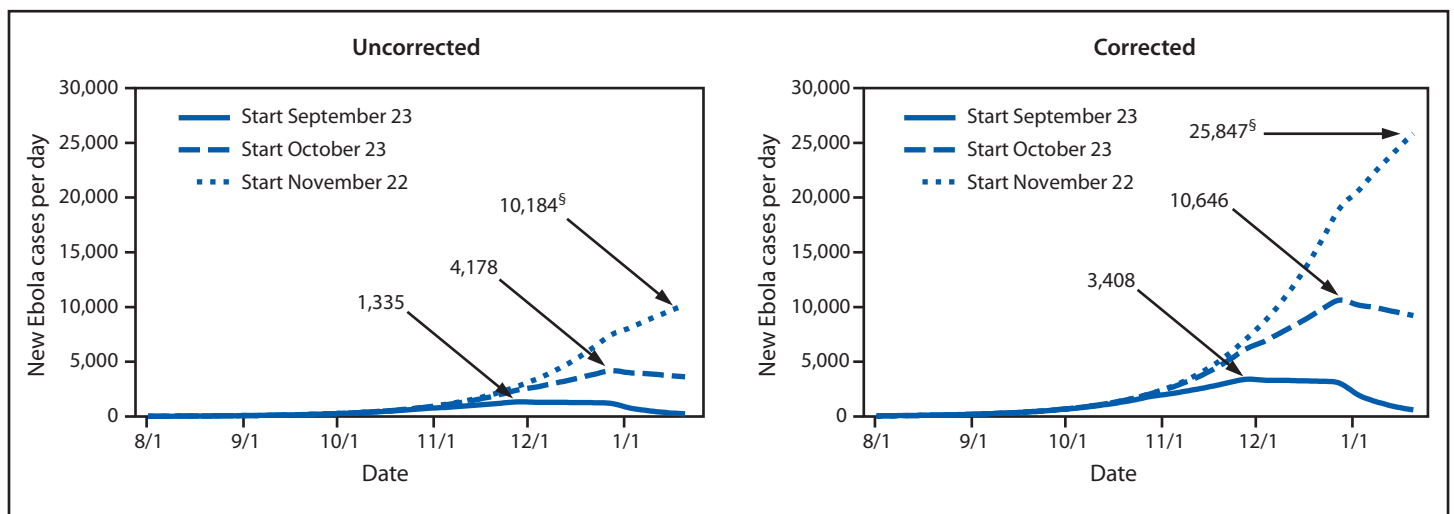 Uncorrected
New Ebola cases per day
30,000
25,000
20,000
15,000
10,000
5,000
0
Start September 23
Start October 23
Start November 22
10,184§
4,178
1,335
8/1 9/1 10/1 11/1 12/1 1/1
Date
Corrected
New Ebola cases per day
30,000
25,000
20,000
15,000
10,000
5,000
0
Start September 23
Start October 23
Start November 22
25,847§
10,646
3,408
8/1 9/1 10/1 11/1 12/1 1/1
Date